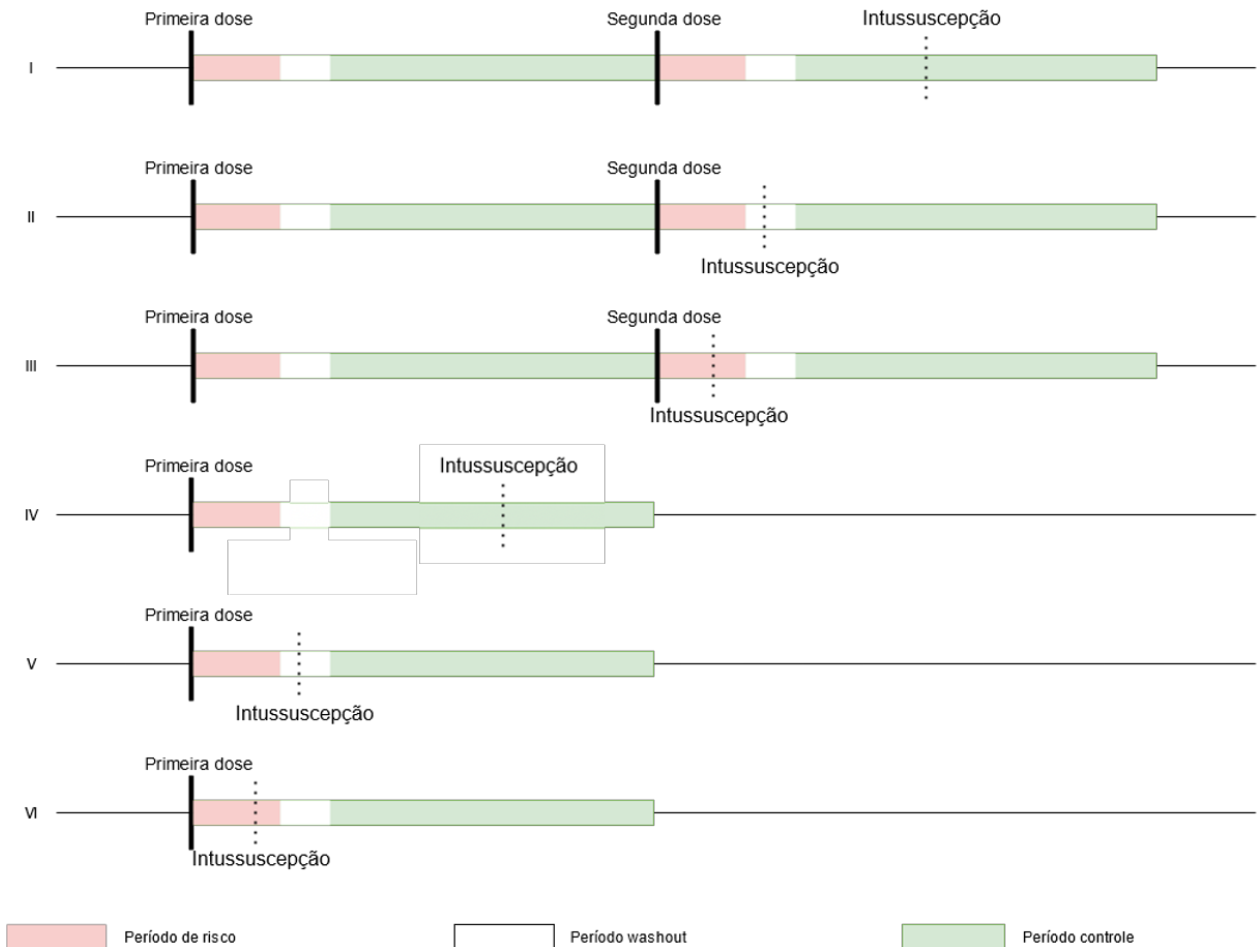 Primeira dose Segunda dose Intussuscepção
I
Primeira dose Segunda dose
II
Intussuscepção
Primeira dose Segunda dose
III
Intussuscepção
Primeira dose Intussuscepção
IV
Primeira dose
V
Intussuscepção
Primeira dose
VI
Intussuscepção
Período de risco Período washout Período controle